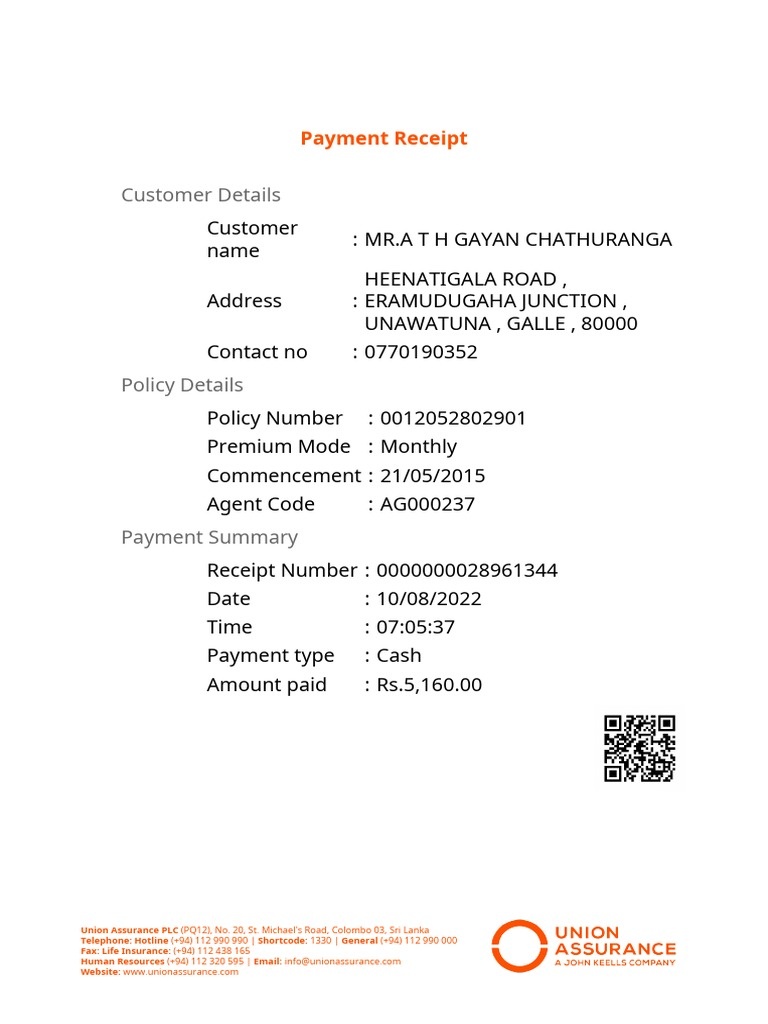 Payment Receipt
Customer Details
Customer name : MR.A T H GAYAN CHATHURANGA
Address : HEENATIGALA ROAD ,
ERAMUDUGAHA JUNCTION ,
UNAWATUNA , GALLE , 80000
Contact no : 0770190352
Policy Details
Policy Number : 0012052802901
Premium Mode : Monthly
Commencement : 21/05/2015
Agent Code : AG000237
Payment Summary
Receipt Number : 0000000028961344
Date : 10/08/2022
Time : 07:05:37
Payment type : Cash
Amount paid : Rs.5,160.00
Union Assurance PLC (PQ12), No. 20, St. Michael's Road, Colombo 03, Sri Lanka
Telephone: Hotline (+94) 112 990 990 | Shortcode: 1330 | General (+94) 112 990 000
Fax: Life Insurance: (+94) 112 438 165
Human Resources (+94) 112 320 595 | Email: info@unionassurance.com
Website: www.unionassurance.com
UNION
ASSURANCE
A JOHN KEELLS COMPANY